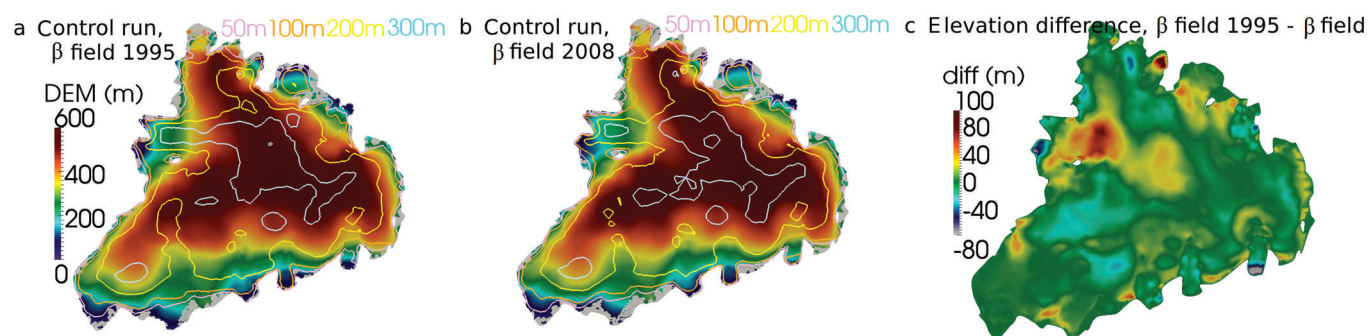 a Control run,
β field 1995
50m 100m 200m 300m
DEM (m)
600
400
200
0
b Control run,
β field 2008
50m 100m 200m 300m
c Elevation difference, β field 1995 - β field
diff (m)
100
80
40
0
-40
-80